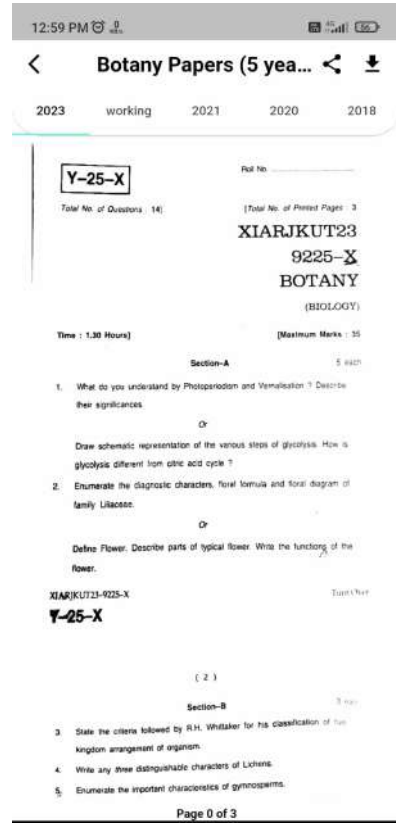 12:59 PM
Botany Papers (5 yea...
2023 working 2021 2020 2018
Y-25-X
Roll No.
Total No. of Questions : 14]
[Total No. of Printed Pages : 3
XIARJKUT23
9225-X
BOTANY
(BIOLOGY)
Time : 1.30 Hours]
[Maximum Marks : 35
Section-A
5 each
1. What do you understand by Photoperiodism and Vernalisation ? Describe
their significances.
Or
Draw schematic representation of the various steps of glycolysis. How is
glycolysis different from citric acid cycle ?
2. Enumerate the diagnostic characters, floral formula and floral diagram of
family Liliaceae.
Or
Define Flower. Describe parts of typical flower. Write the functions of the
flower.
XIARJKUT23-9225-X
Turn Over
Y-25-X
( 2 )
Section-B
3
3. State the criteria followed by R.H. Whittaker for his classification of
kingdom arrangement of organism.
4. Write any three distinguishable characters of Lichens.
5. Enumerate the important characteristics of gymnosperms.
Page 0 of 3